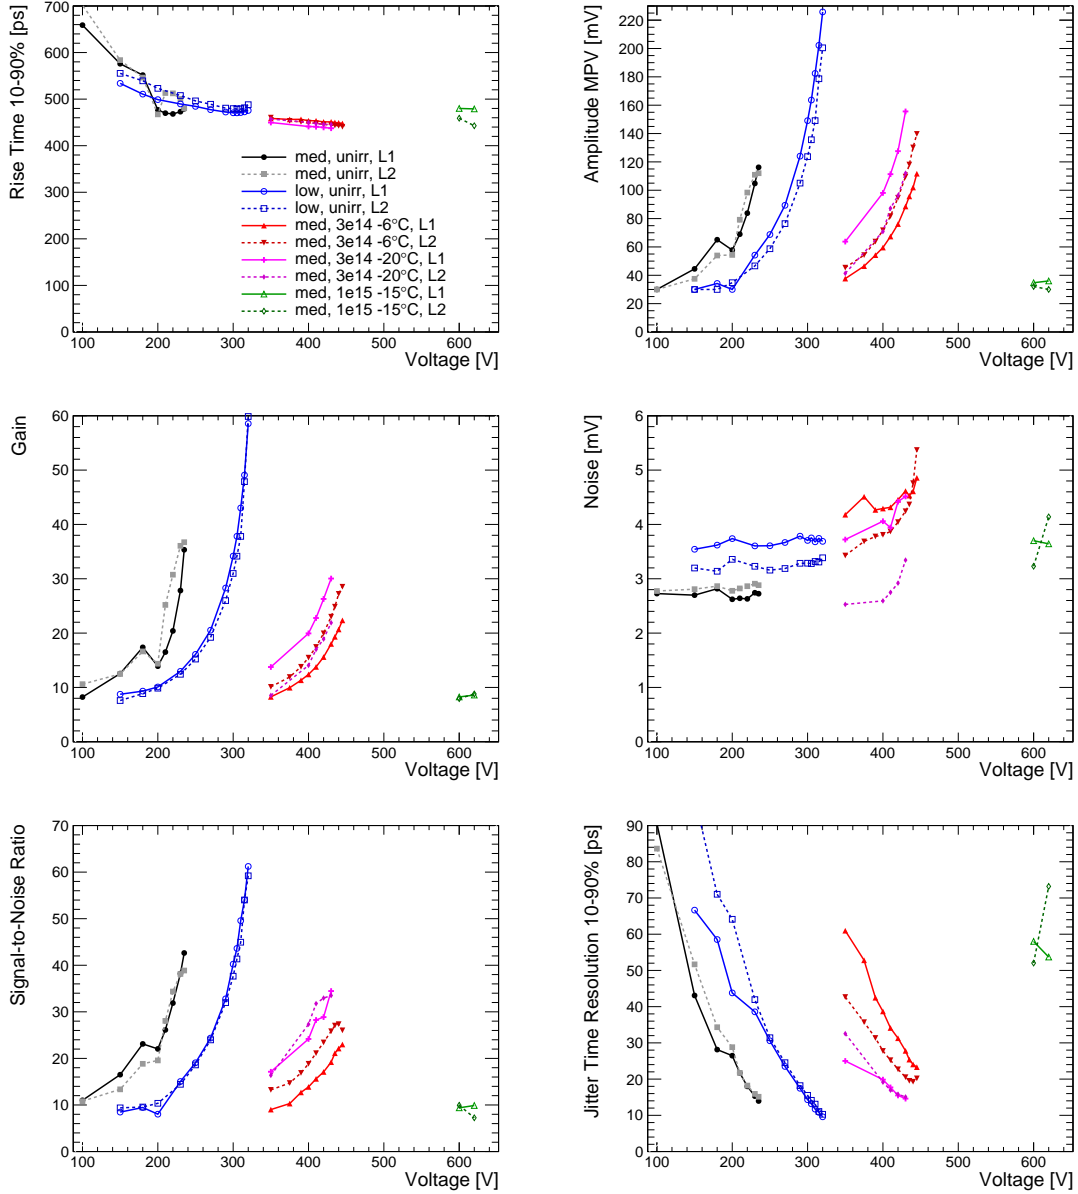 Rise Time 10-90% [ps]
700
600
500
400
300
200
100
0
100 200 300 400 500 600
Voltage [V]
med, unirr, L1
med, unirr, L2
low, unirr, L1
low, unirr, L2
med, 3e14 -6°C, L1
med, 3e14 -6°C, L2
med, 3e14 -20°C, L1
med, 3e14 -20°C, L2
med, 1e15 -15°C, L1
med, 1e15 -15°C, L2
Amplitude MPV [mV]
220
200
180
160
140
120
100
80
60
40
20
0
100 200 300 400 500 600
Voltage [V]
Gain
60
50
40
30
20
10
0
100 200 300 400 500 600
Voltage [V]
Noise [mV]
6
5
4
3
2
1
0
100 200 300 400 500 600
Voltage [V]
Signal-to-Noise Ratio
70
60
50
40
30
20
10
0
100 200 300 400 500 600
Voltage [V]
Jitter Time Resolution 10-90% [ps]
90
80
70
60
50
40
30
20
10
0
100 200 300 400 500 600
Voltage [V]